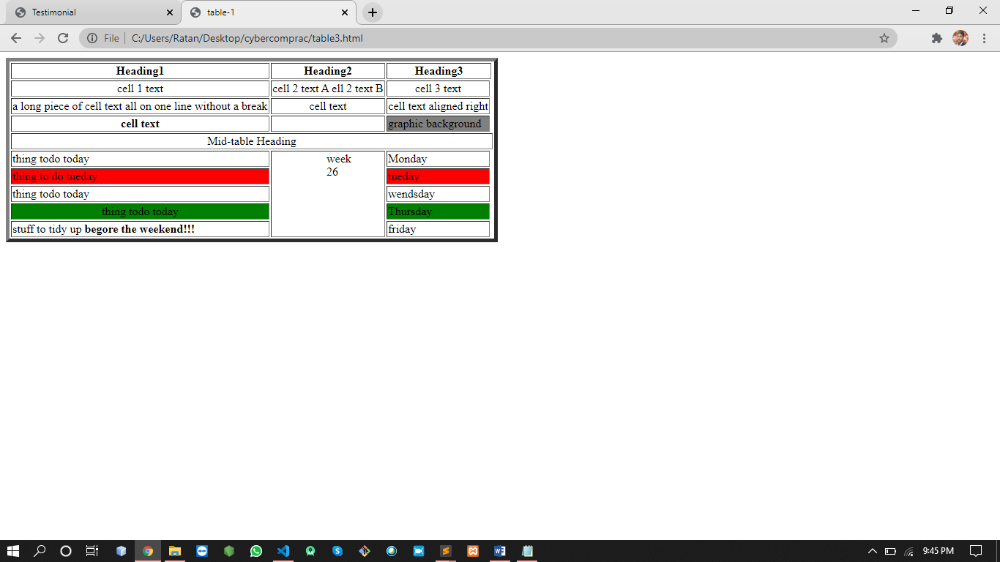 Testimonial
table-1
File
C:/Users/Ratan/Desktop/cybercomprac/table3.html
Heading1 Heading2 Heading3
cell 1 text cell 2 text A ell 2 text B cell 3 text
a long piece of cell text all on one line without a break cell text cell text aligned right
cell text graphic background
Mid-table Heading
thing todo today week Monday
thing to do tueday 26 tueday
thing todo today wendsday
thing todo today Thursday
stuff to tidy up begore the weekend!!! friday
9:45 PM